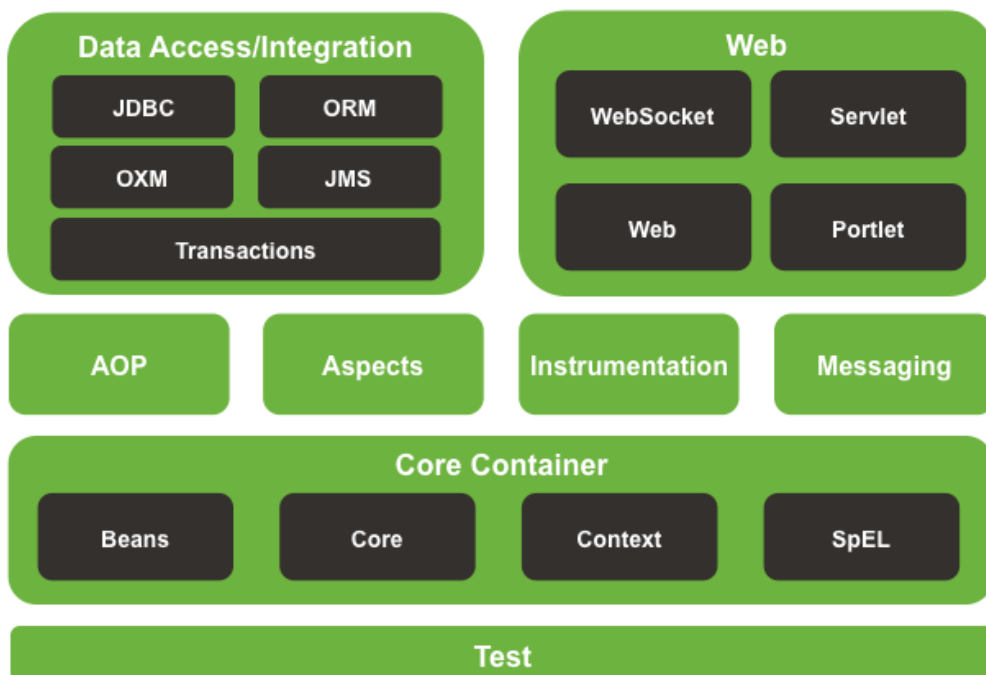 Data Access/Integration
JDBC
ORM
OXM
JMS
Transactions
Web
WebSocket
Servlet
Web
Portlet
AOP
Aspects
Instrumentation
Messaging
Core Container
Beans
Core
Context
SpEL
Test